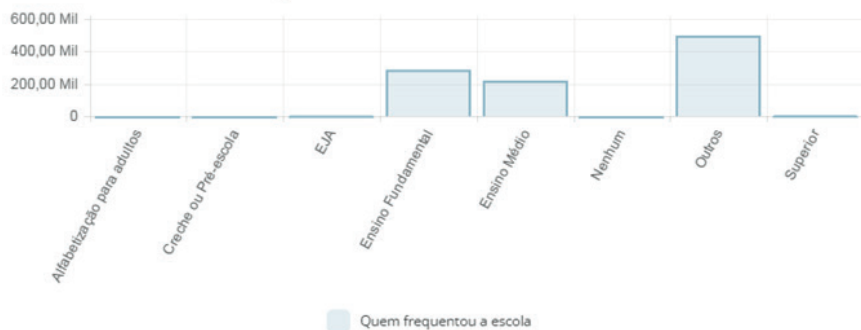 600,00 Mil
400,00 Mil
200,00 Mil
0
Alfabetização para adultos
Creche ou Pré-escola
EJA
Ensino Fundamental
Ensino Médio
Nenhum
Outros
Superior
Quem frequentou a escola